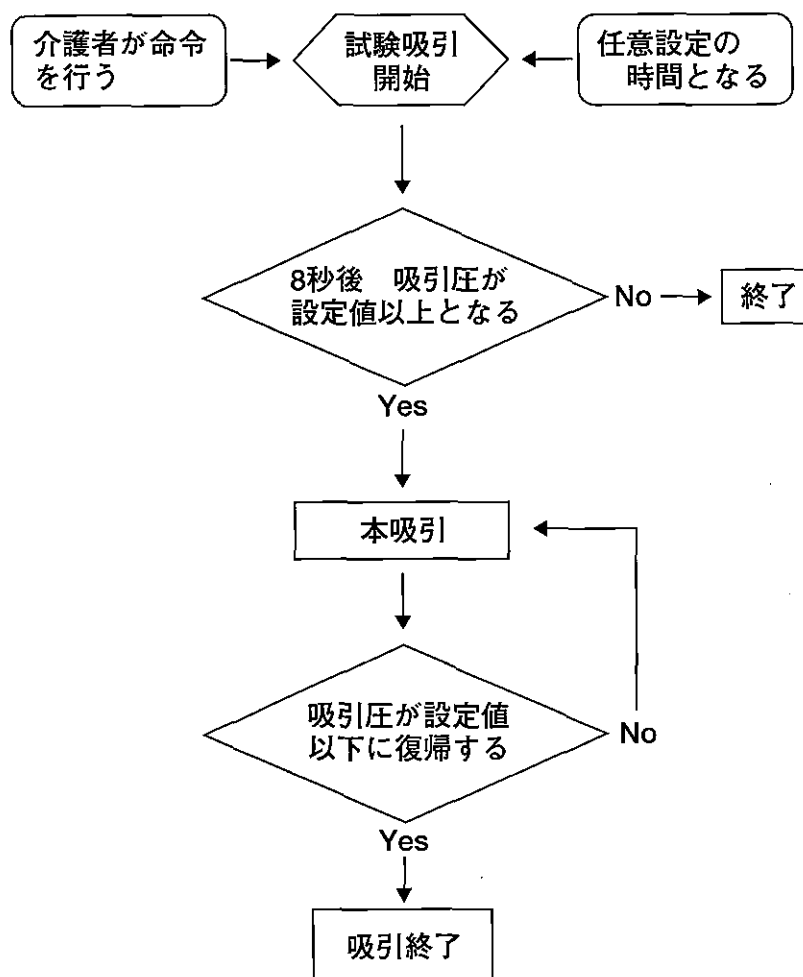 介護者が命令
を行う
試験吸引
開始
任意設定の
時間となる
8秒後 吸引圧が
設定値以上となる
No
終了
Yes
本吸引
吸引圧が設定値
以下に復帰する
No
Yes
吸引終了